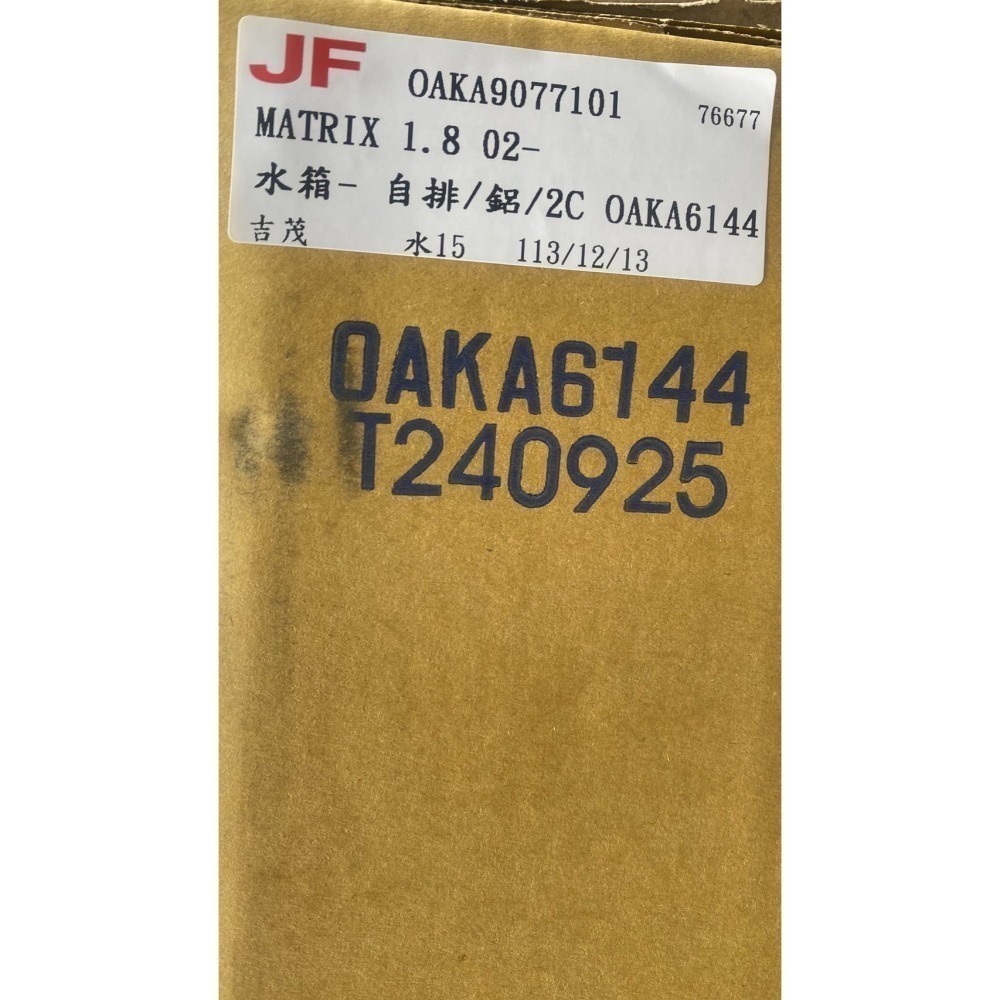 JF OAKA9077101 76677
MATRIX 1.8 02-
水箱- 自排/鋁/2C OAKA6144
吉茂 水15 113/12/13
OAKA6144
T240925